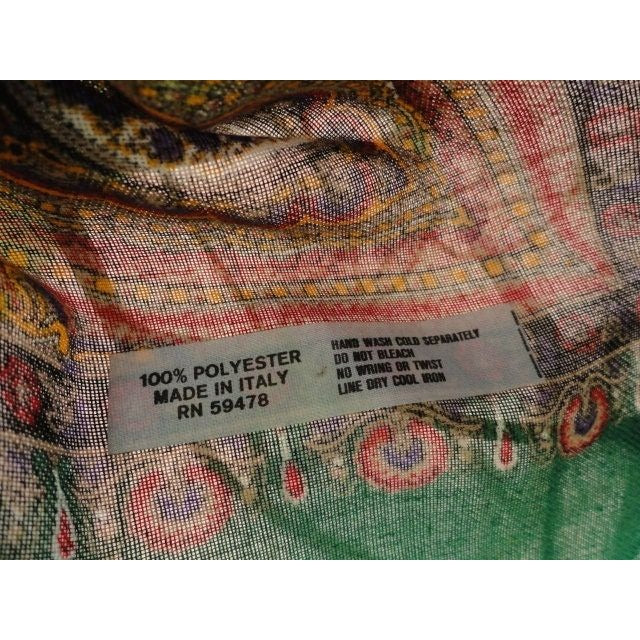 100% POLYESTER
MADE IN ITALY
RN 59478
HAND WASH COLD SEPARATELY
DO NOT BLEACH
NO WRING OR TWIST
LINE DRY COOL IRON